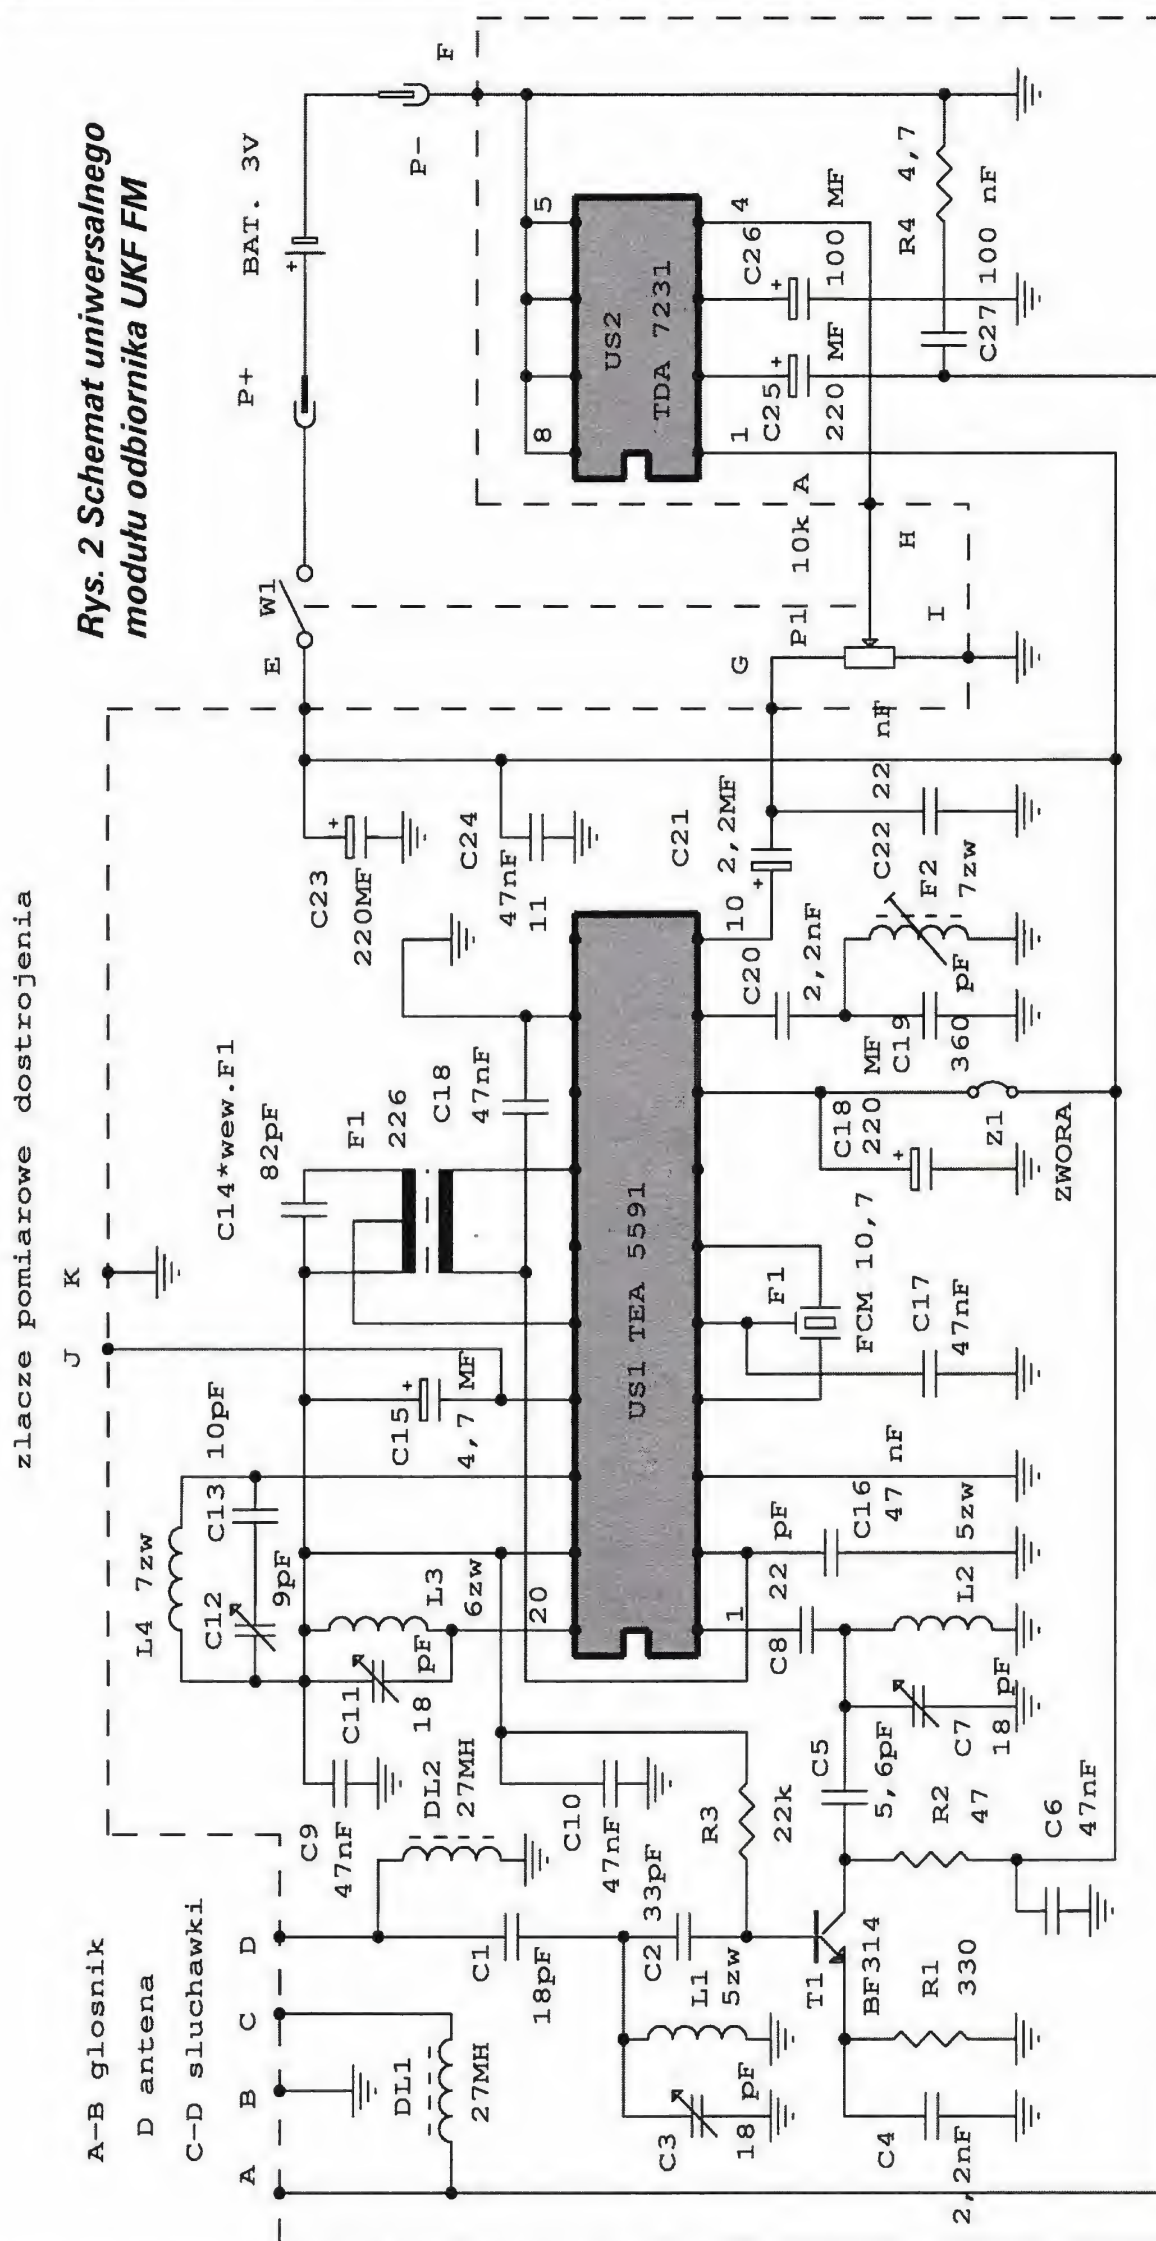 Rys. 2 Schemat uniwersalnego
modułu odbiornika UKF FM
zlacze pomiarowe dostrojenia
A-B glosnik
D antena
C-D sluchawki
A
B
C
D
J
K
E
W1
P+
BAT. 3V
+
P-
F
L4 7zw
C13 10pF
C12
9pF
C11
18 pF
L3
6zw
C9
47nF
DL2
27MH
C10
47nF
DL1
27MH
C14*wew.F1
82pF
F1
226
C18
47nF
C15
+
4,7 MF
C23
+
220MF
C24
47nF
20
11
US1 TEA 5591
1
10
US2
TDA 7231
8
5
1
4
C25
+
220 MF
C26
+
100 MF
R4 4,7
C27 100 nF
G
P1 10k A
H
I
C21
2,2MF
+
C22 22 nF
C20
2,2nF
F2
7zw
C19
360 pF
C18
220 MF
+
Z1
ZWORA
F1
FCM 10,7
C17
47nF
C16
47 nF
C8
22 pF
L2 5zw
C7
18 pF
C5
5,6pF
R2
47
C6
47nF
R3
22k
C1
18pF
C2 33pF
L1
5zw
C3
18 pF
T1
BF314
R1
330
C4
2,2nF